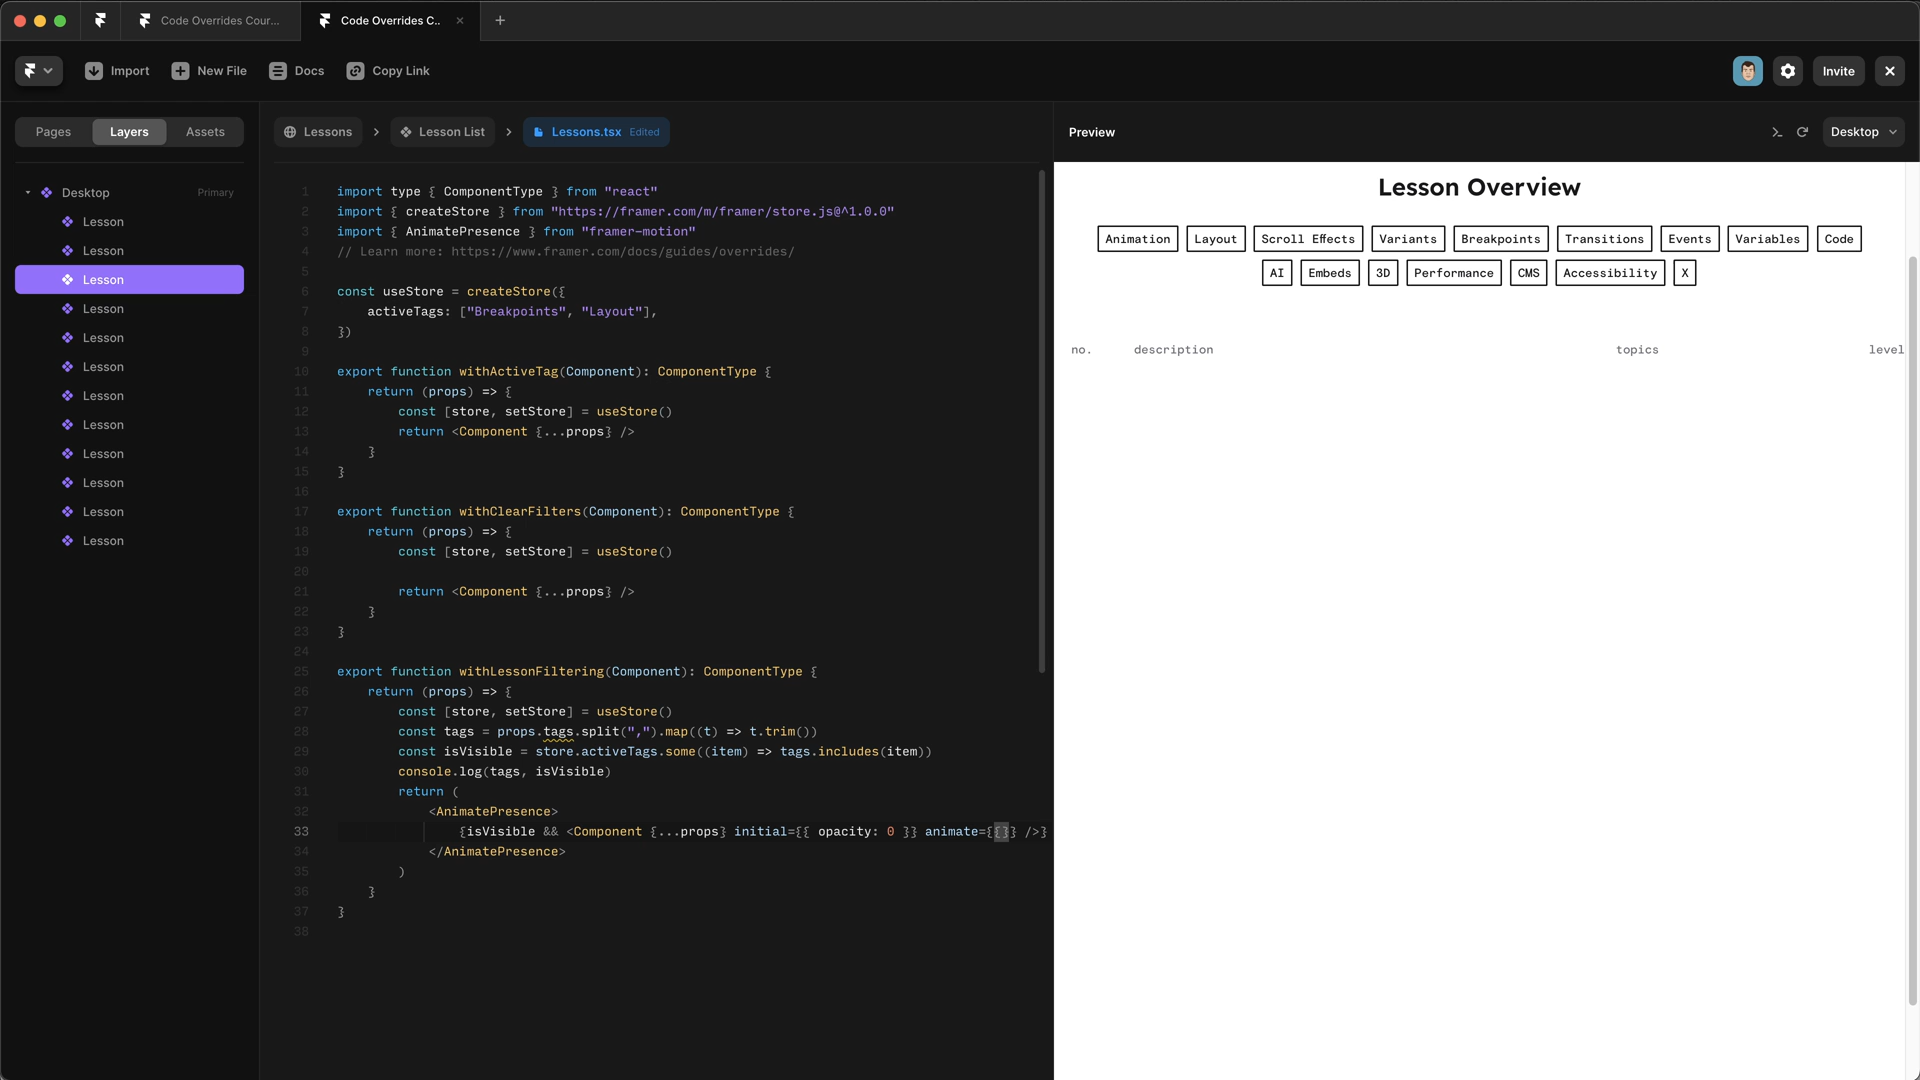 Code Overrides Cour...
Code Overrides C..
Import
New File
Docs
Copy Link
Invite
Pages
Layers
Assets
Lessons
Lesson List
Lessons.tsx Edited
Preview
Desktop
Desktop Primary
Lesson
Lesson
Lesson
Lesson
Lesson
Lesson
Lesson
Lesson
Lesson
Lesson
Lesson
Lesson
1 import type { ComponentType } from "react"
2 import { createStore } from "https://framer.com/m/framer/store.js@^1.0.0"
3 import { AnimatePresence } from "framer-motion"
4 // Learn more: https://www.framer.com/docs/guides/overrides/
5
6 const useStore = createStore({
7 activeTags: ["Breakpoints", "Layout"],
8 })
9
10 export function withActiveTag(Component): ComponentType {
11 return (props) => {
12 const [store, setStore] = useStore()
13 return <Component {...props} />
14 }
15 }
16
17 export function withClearFilters(Component): ComponentType {
18 return (props) => {
19 const [store, setStore] = useStore()
20
21 return <Component {...props} />
22 }
23 }
24
25 export function withLessonFiltering(Component): ComponentType {
26 return (props) => {
27 const [store, setStore] = useStore()
28 const tags = props.tags.split(",").map((t) => t.trim())
29 const isVisible = store.activeTags.some((item) => tags.includes(item))
30 console.log(tags, isVisible)
31 return (
32 <AnimatePresence>
33 {isVisible && <Component {...props} initial={{ opacity: 0 }} animate={{}} />}
34 </AnimatePresence>
35 )
36 }
37 }
38
Lesson Overview
Animation Layout Scroll Effects Variants Breakpoints Transitions Events Variables Code
AI Embeds 3D Performance CMS Accessibility X
no. description topics level